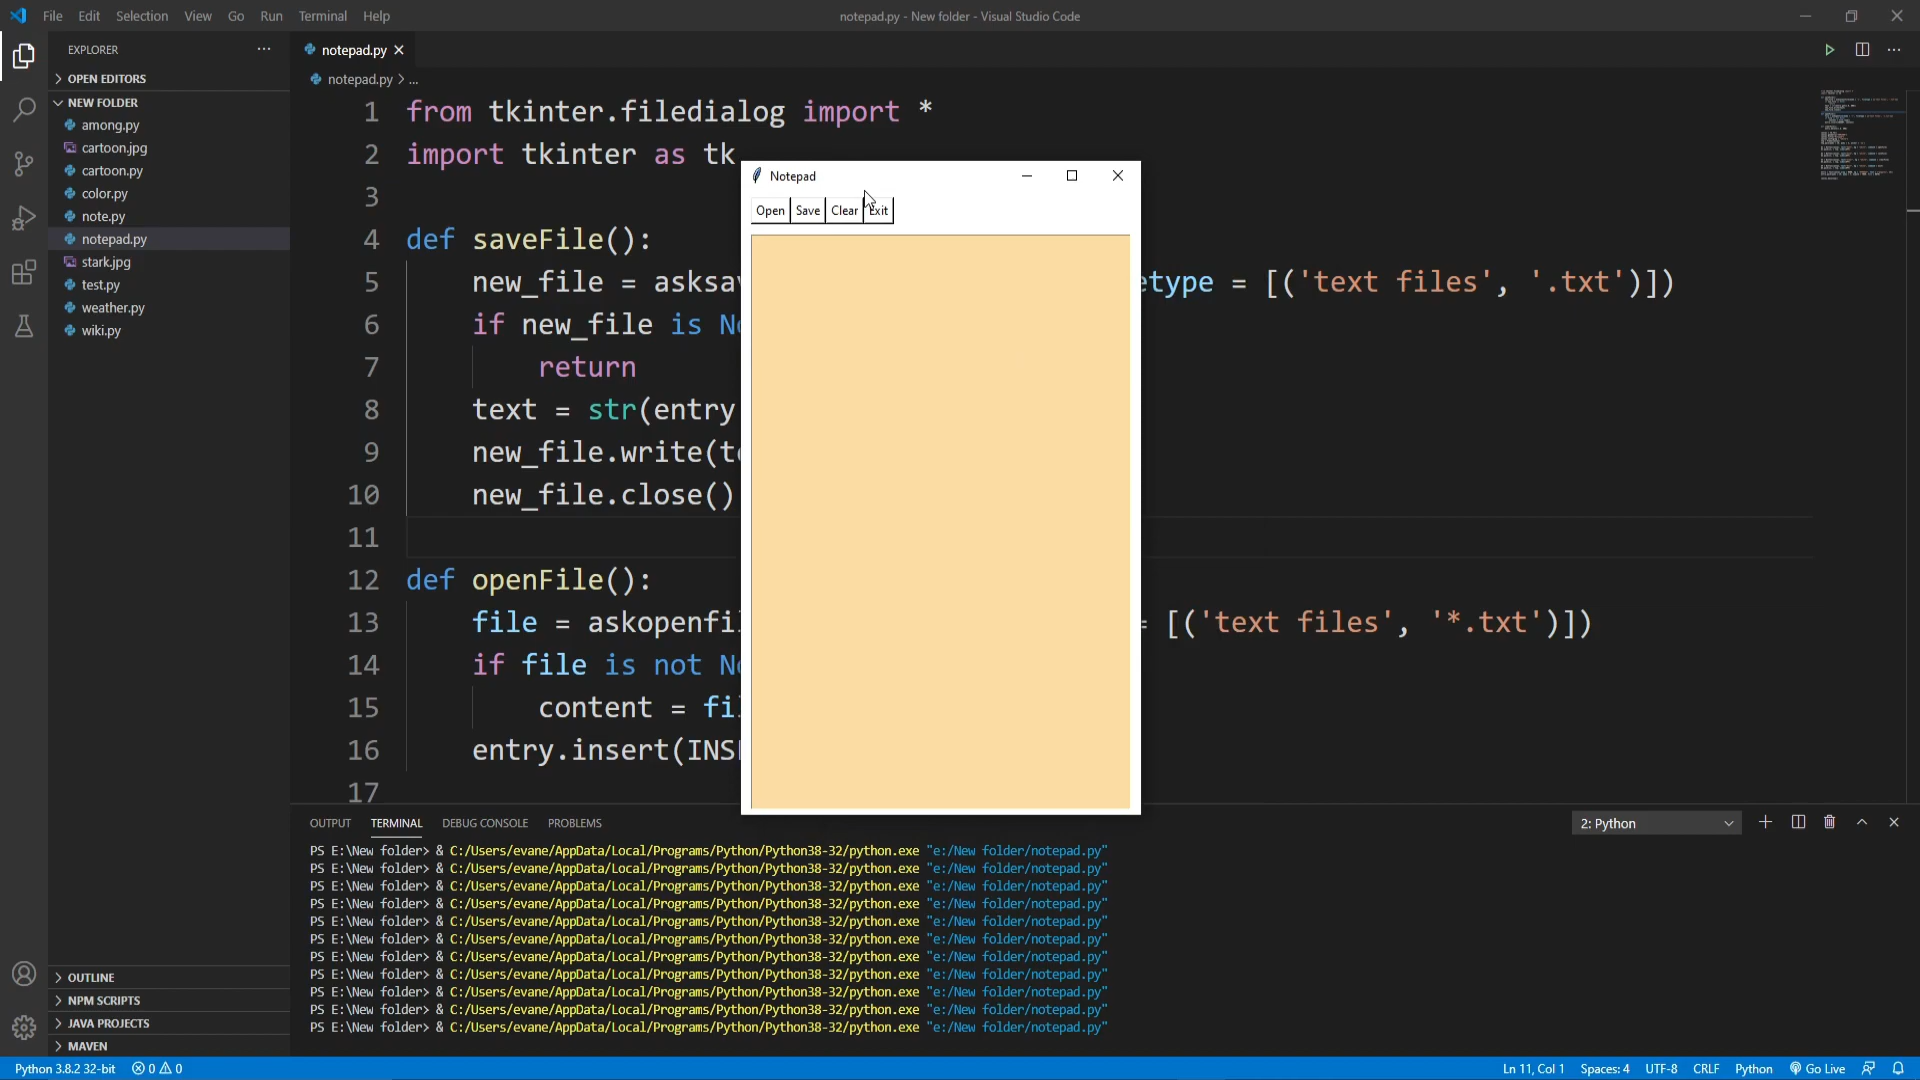 File Edit Selection View Go Run Terminal Help
notepad.py - New folder - Visual Studio Code
EXPLORER
OPEN EDITORS
NEW FOLDER
among.py
cartoon.jpg
cartoon.py
color.py
note.py
notepad.py
stark.jpg
test.py
weather.py
wiki.py
OUTLINE
NPM SCRIPTS
JAVA PROJECTS
MAVEN
notepad.py
notepad.py > ...
1 from tkinter.filedialog import *
2 import tkinter as tk
3
4 def saveFile():
5 new_file = asksa etype = [('text files', '.txt')])
6 if new_file is No
7 return
8 text = str(entry
9 new_file.write(te
10 new_file.close()
11
12 def openFile():
13 file = askopenfil = [('text files', '*.txt')])
14 if file is not No
15 content = fil
16 entry.insert(INS
17
Notepad
Open Save Clear Exit
OUTPUT TERMINAL DEBUG CONSOLE PROBLEMS
2: Python
PS E:\New folder> & C:/Users/evane/AppData/Local/Programs/Python/Python38-32/python.exe "e:/New folder/notepad.py"
PS E:\New folder> & C:/Users/evane/AppData/Local/Programs/Python/Python38-32/python.exe "e:/New folder/notepad.py"
PS E:\New folder> & C:/Users/evane/AppData/Local/Programs/Python/Python38-32/python.exe "e:/New folder/notepad.py"
PS E:\New folder> & C:/Users/evane/AppData/Local/Programs/Python/Python38-32/python.exe "e:/New folder/notepad.py"
PS E:\New folder> & C:/Users/evane/AppData/Local/Programs/Python/Python38-32/python.exe "e:/New folder/notepad.py"
PS E:\New folder> & C:/Users/evane/AppData/Local/Programs/Python/Python38-32/python.exe "e:/New folder/notepad.py"
PS E:\New folder> & C:/Users/evane/AppData/Local/Programs/Python/Python38-32/python.exe "e:/New folder/notepad.py"
PS E:\New folder> & C:/Users/evane/AppData/Local/Programs/Python/Python38-32/python.exe "e:/New folder/notepad.py"
PS E:\New folder> & C:/Users/evane/AppData/Local/Programs/Python/Python38-32/python.exe "e:/New folder/notepad.py"
PS E:\New folder> & C:/Users/evane/AppData/Local/Programs/Python/Python38-32/python.exe "e:/New folder/notepad.py"
PS E:\New folder> & C:/Users/evane/AppData/Local/Programs/Python/Python38-32/python.exe "e:/New folder/notepad.py"
Python 3.8.2 32-bit 0 0 Ln 11, Col 1 Spaces: 4 UTF-8 CRLF Python Go Live